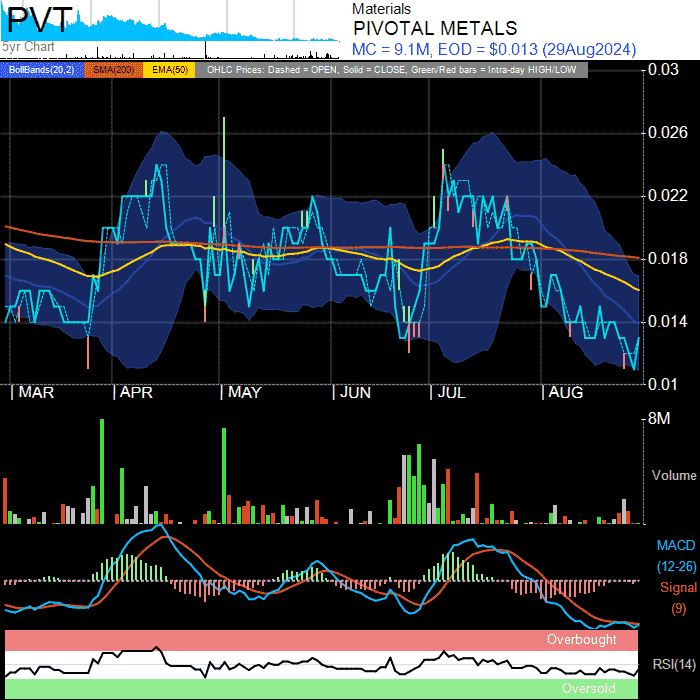 PVT
5yr Chart
Materials
PIVOTAL METALS
MC = 9.1M, EOD = $0.013 (29Aug2024)
BollBands(20,2) SMA(200) EMA(50) OHLC Prices: Dashed = OPEN, Solid = CLOSE, Green/Red bars = Intra-day HIGH/LOW
0.03
0.026
0.022
0.018
0.014
0.01
MAR APR MAY JUN JUL AUG
8M
Volume
MACD
(12-26)
Signal
(9)
Overbought
RSI(14)
Oversold